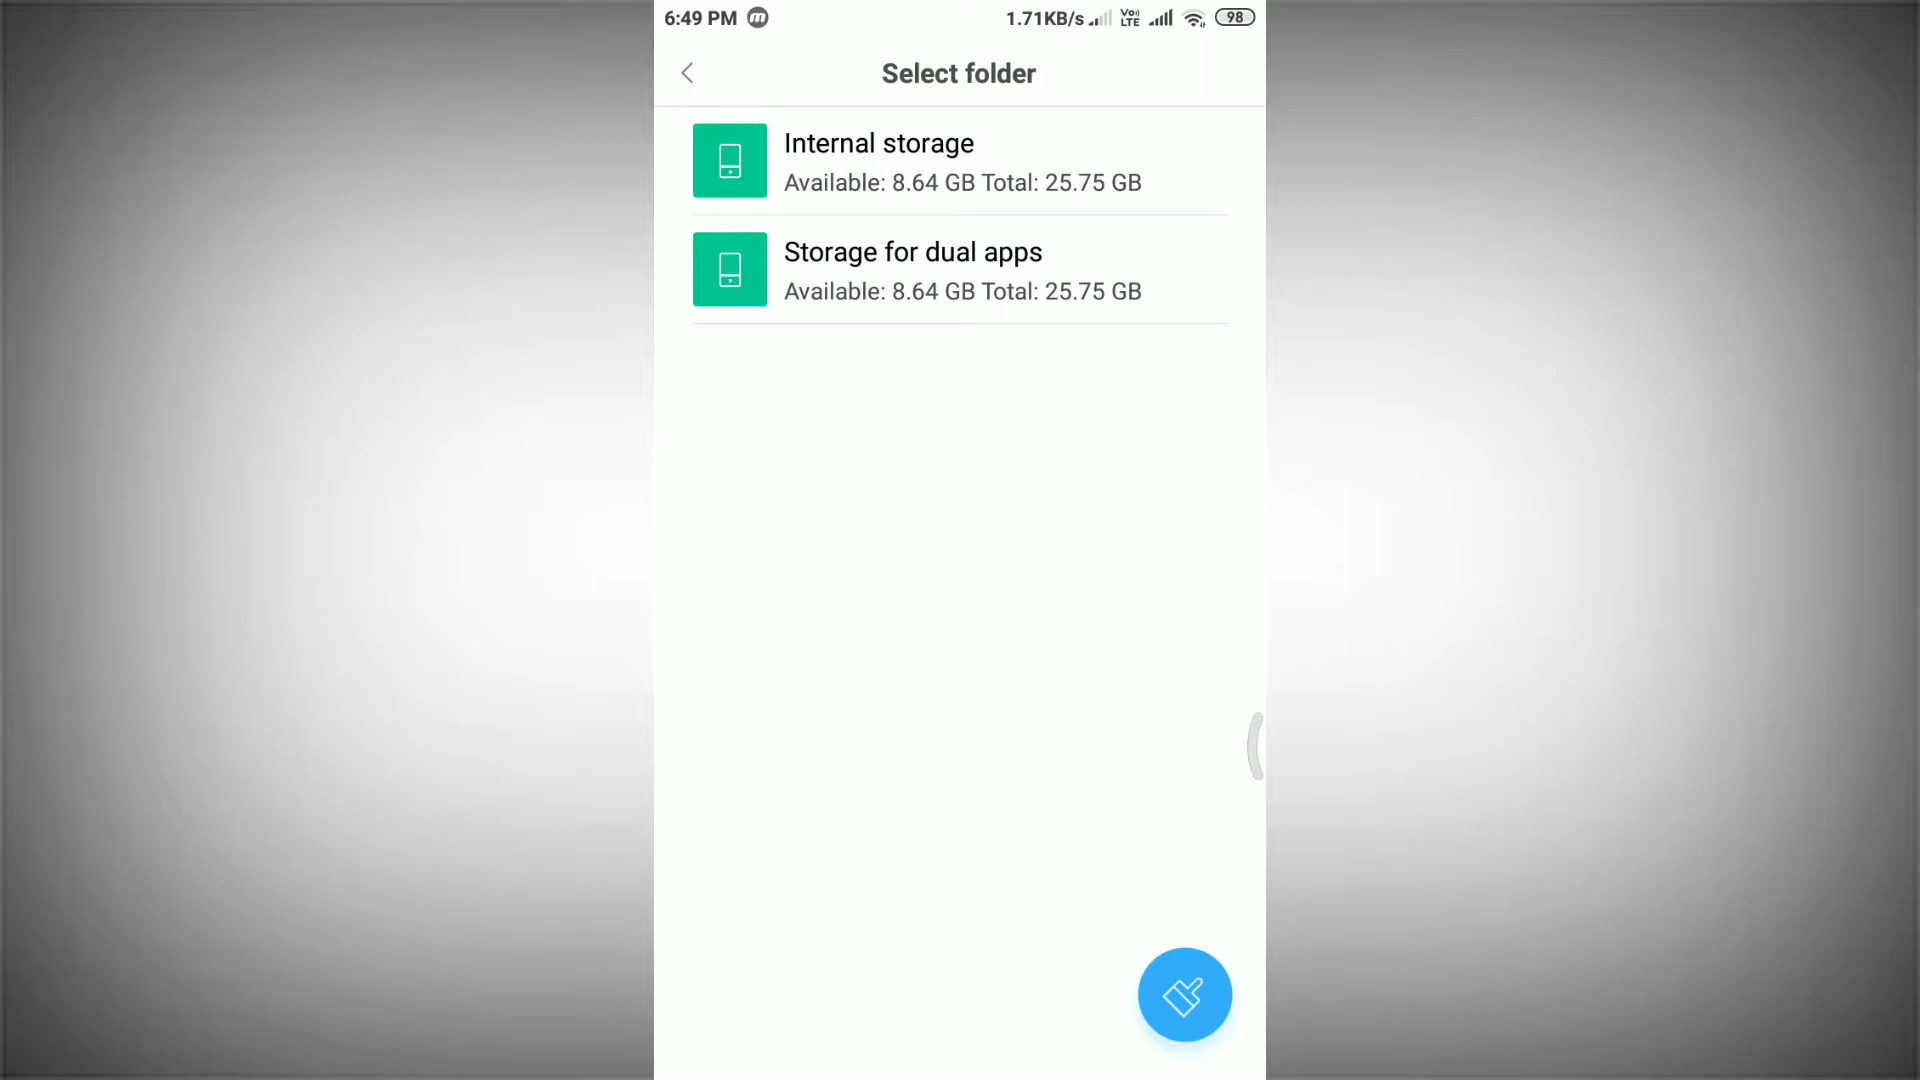 6:49 PM m 1.71KB/s Vo) LTE 98
Select folder
Internal storage
Available: 8.64 GB Total: 25.75 GB
Storage for dual apps
Available: 8.64 GB Total: 25.75 GB